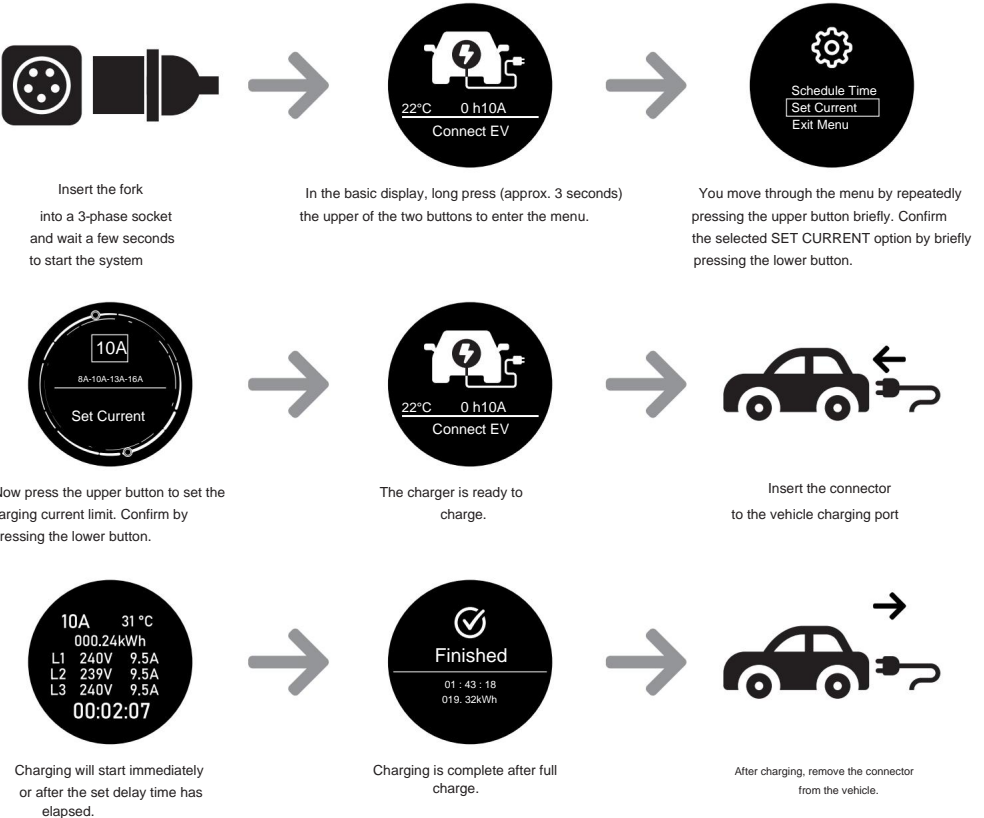 22°C 0 h10A
Connect EV
Schedule Time
Set Current
Exit Menu
Insert the fork
into a 3-phase socket
and wait a few seconds
to start the system
In the basic display, long press (approx. 3 seconds)
the upper of the two buttons to enter the menu.
You move through the menu by repeatedly
pressing the upper button briefly. Confirm
the selected SET CURRENT option by briefly
pressing the lower button.
10A
8A-10A-13A-16A
Set Current
22°C 0 h10A
Connect EV
Now press the upper button to set the
arging current limit. Confirm by
ressing the lower button.
The charger is ready to
charge.
Insert the connector
to the vehicle charging port
10A 31 °C
000.24kWh
L1 240V 9.5A
L2 239V 9.5A
L3 240V 9.5A
00:02:07
Finished
01 : 43 : 18
019. 32kWh
Charging will start immediately
or after the set delay time has
elapsed.
Charging is complete after full
charge.
After charging, remove the connector
from the vehicle.